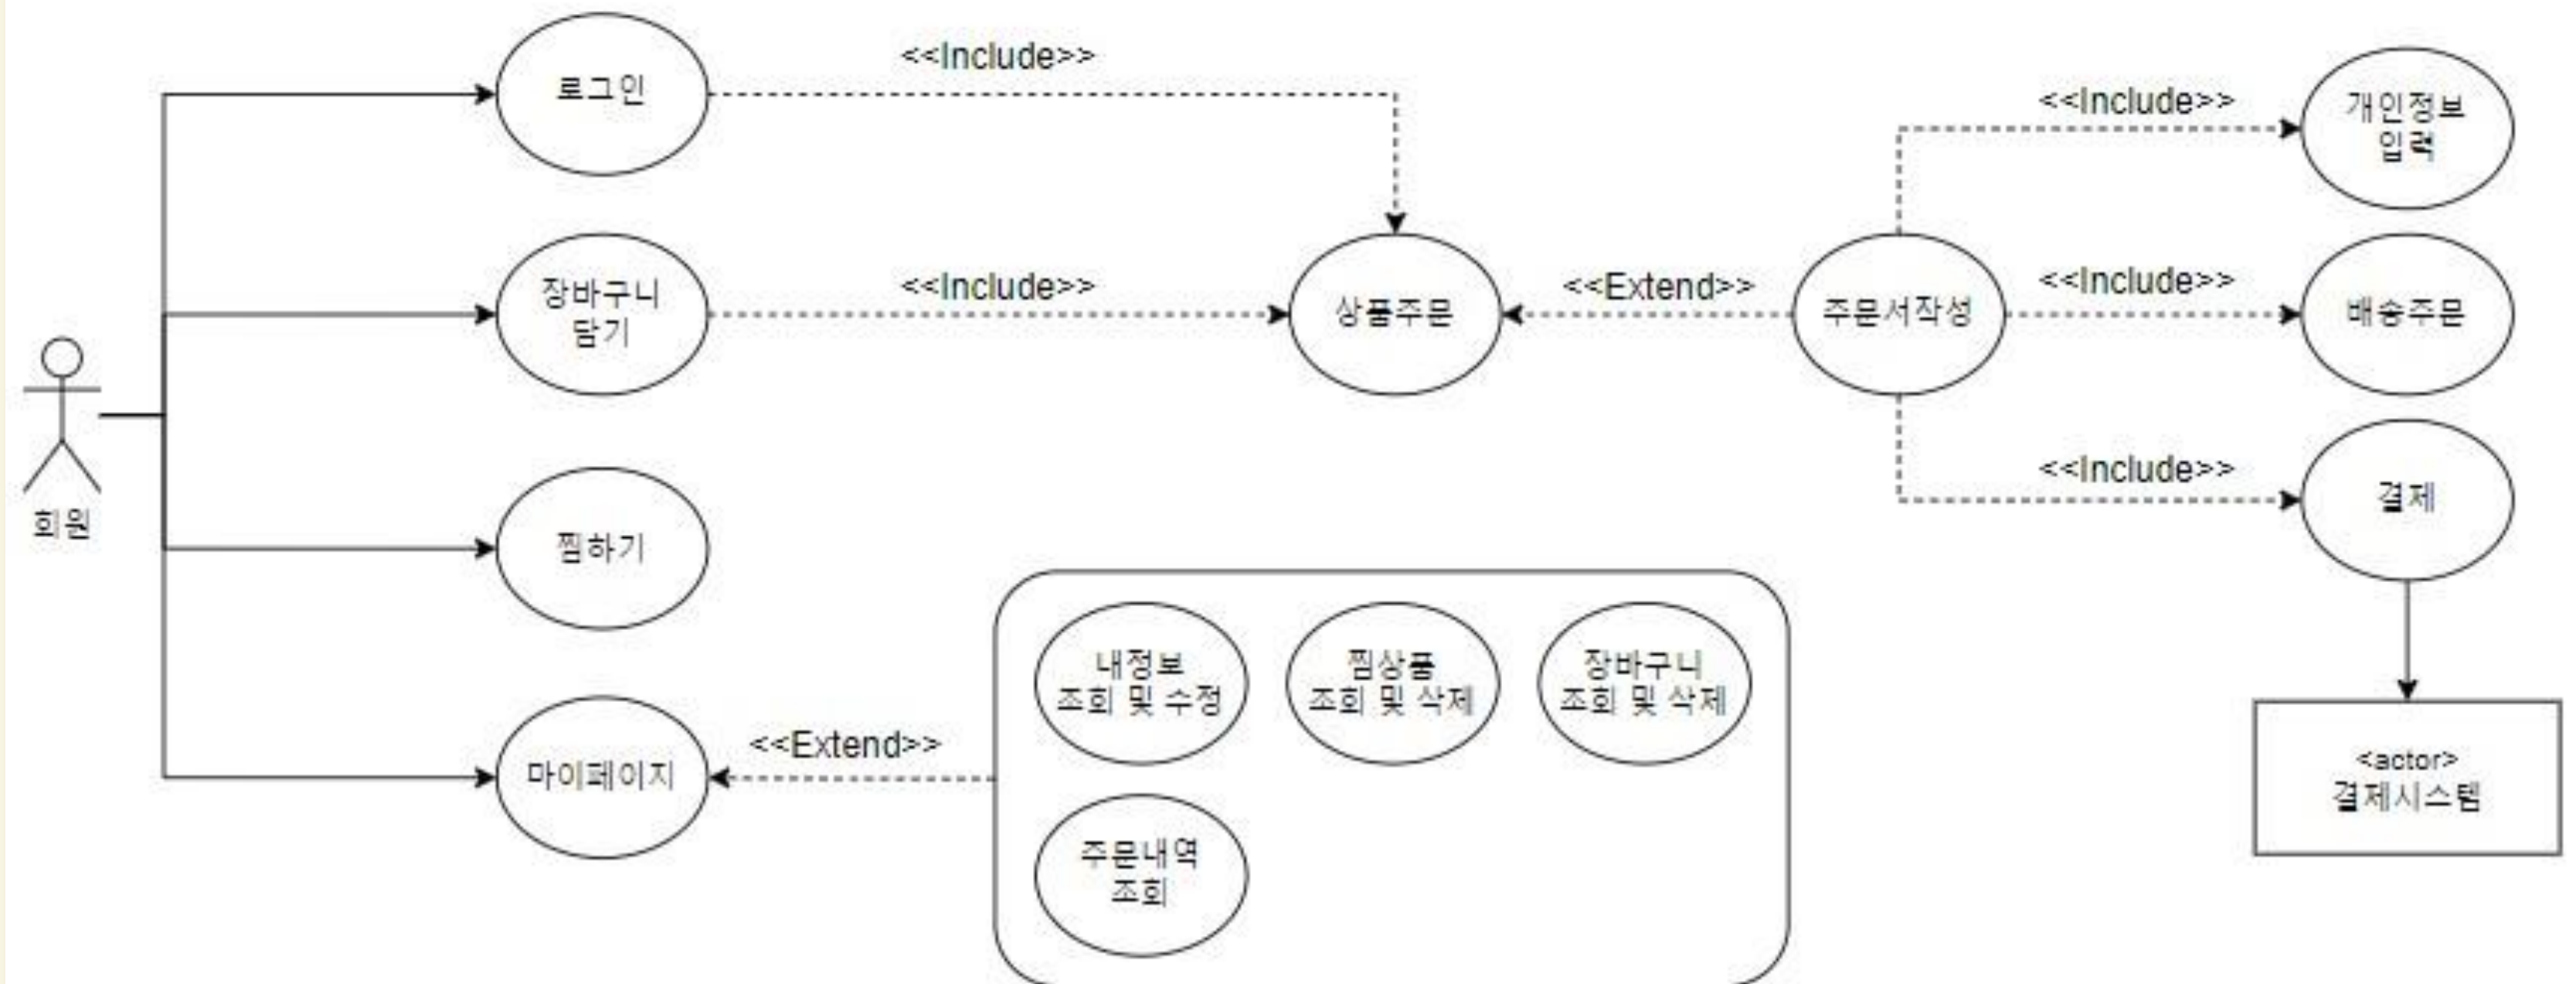 <<Include>>
로그인
<<Include>>
개인정보
입력
장바구니
담기
<<Include>>
상품주문
<<Extend>>
주문서작성
<<Include>>
배송주문
회원
찜하기
<<Include>>
결제
내정보
조회 및 수정
찜상품
조회 및 삭제
장바구니
조회 및 삭제
마이페이지
<<Extend>>
주문내역
조회
<actor>
결제시스템